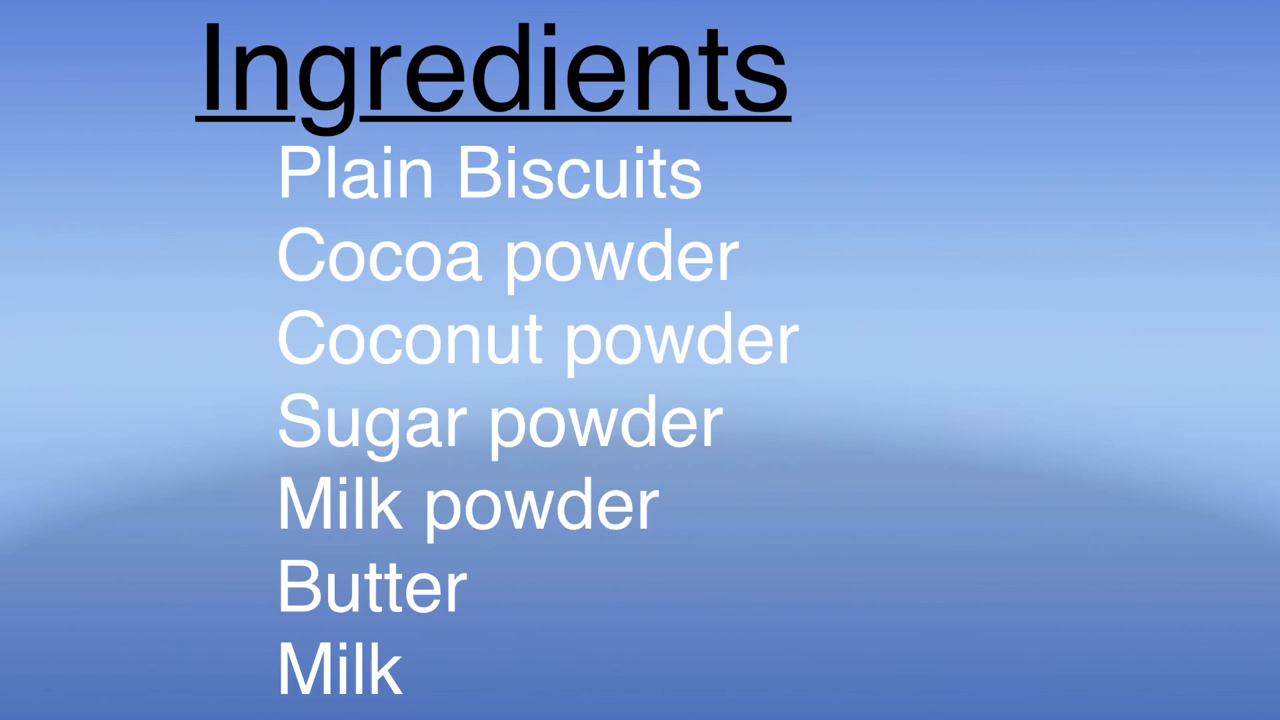 Ingredients
Plain Biscuits
Cocoa powder
Coconut powder
Sugar powder
Milk powder
Butter
Milk